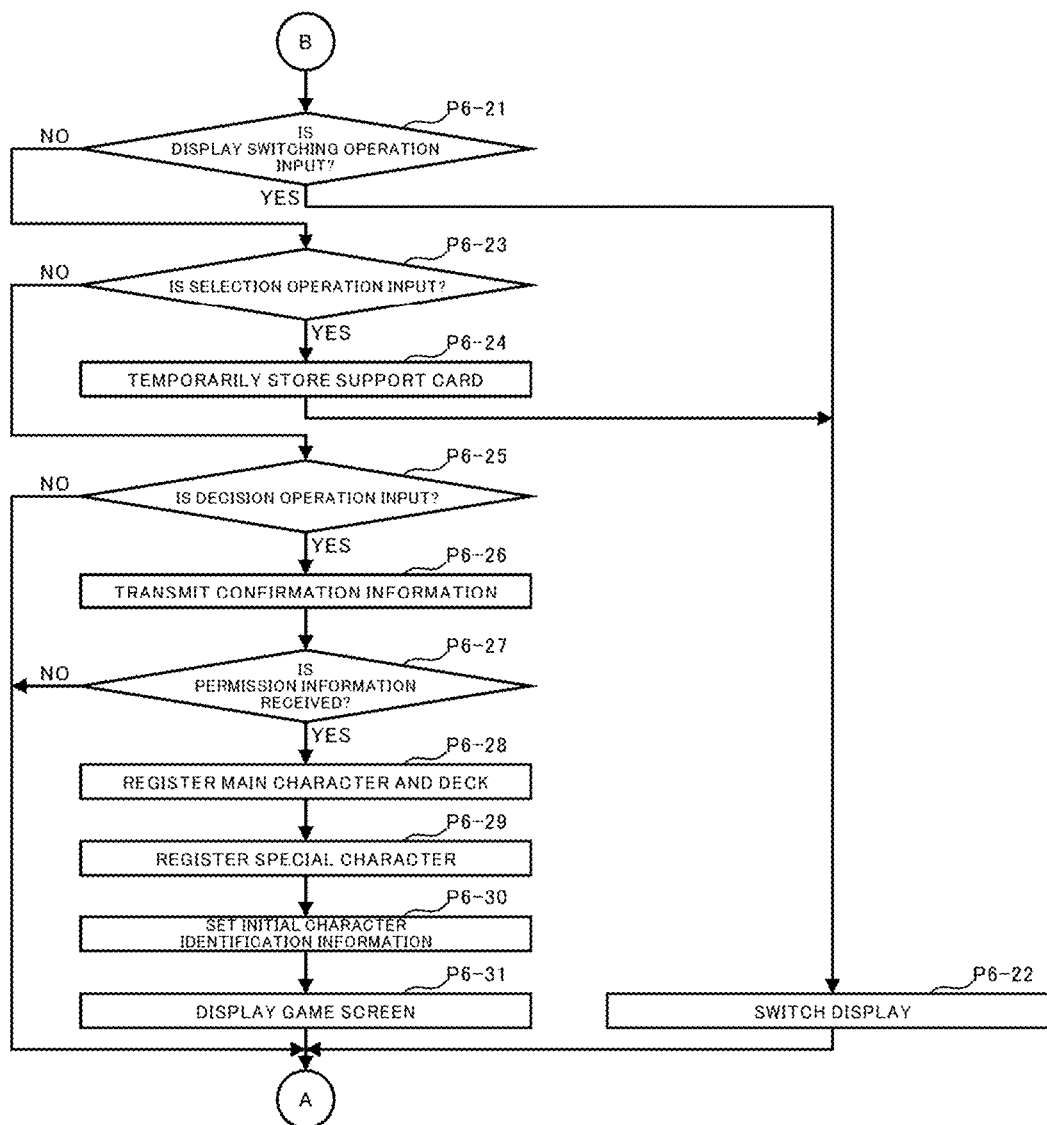 B
P6-21
IS
DISPLAY SWITCHING OPERATION
INPUT?
NO
YES
P6-23
IS SELECTION OPERATION INPUT?
NO
YES
P6-24
TEMPORARILY STORE SUPPORT CARD
P6-25
IS DECISION OPERATION INPUT?
NO
YES
P6-26
TRANSMIT CONFIRMATION INFORMATION
P6-27
IS
PERMISSION INFORMATION
RECEIVED?
NO
YES
P6-28
REGISTER MAIN CHARACTER AND DECK
P6-29
REGISTER SPECIAL CHARACTER
P6-30
SET INITIAL CHARACTER
IDENTIFICATION INFORMATION
P6-31
DISPLAY GAME SCREEN
P6-22
SWITCH DISPLAY
A